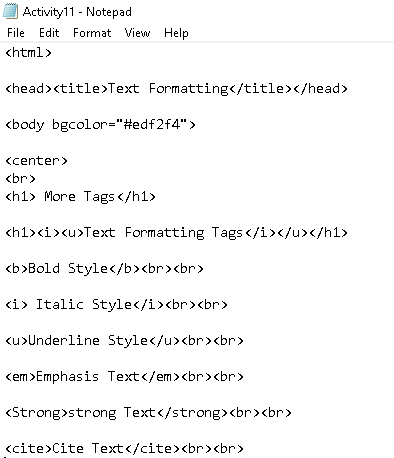 Activity11 - Notepad
File Edit Format View Help
<html>
<head><title>Text Formatting</title></head>
<body bgcolor="#edf2f4">
<center>
<br>
<h1> More Tags</h1>
<h1><i><u>Text Formatting Tags</i></u></h1>
<b>Bold Style</b><br><br>
<i> Italic Style</i><br><br>
<u>Underline Style</u><br><br>
<em>Emphasis Text</em><br><br>
<Strong>strong Text</strong><br><br>
<cite>Cite Text</cite><br><br>